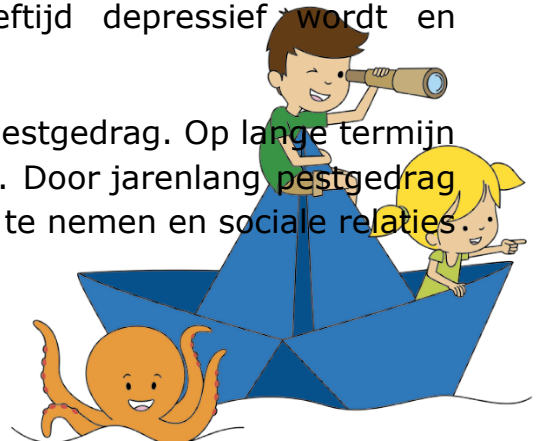 eftijd depressief wordt en
estgedrag. Op lange termijn
. Door jarenlang pestgedrag
te nemen en sociale relaties